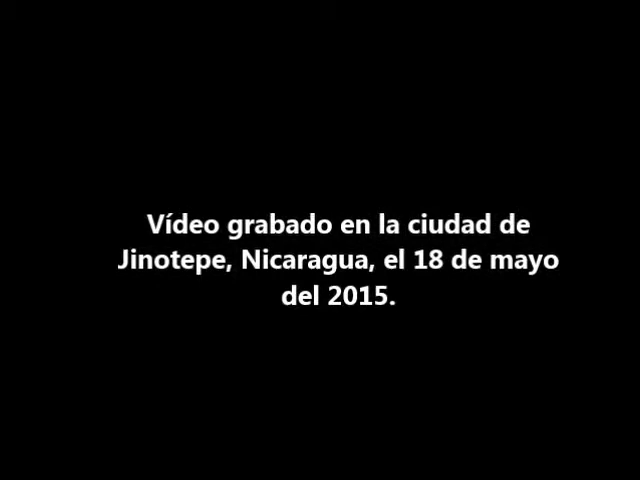 Vídeo grabado en la ciudad de
Jinotepe, Nicaragua, el 18 de mayo
del 2015.